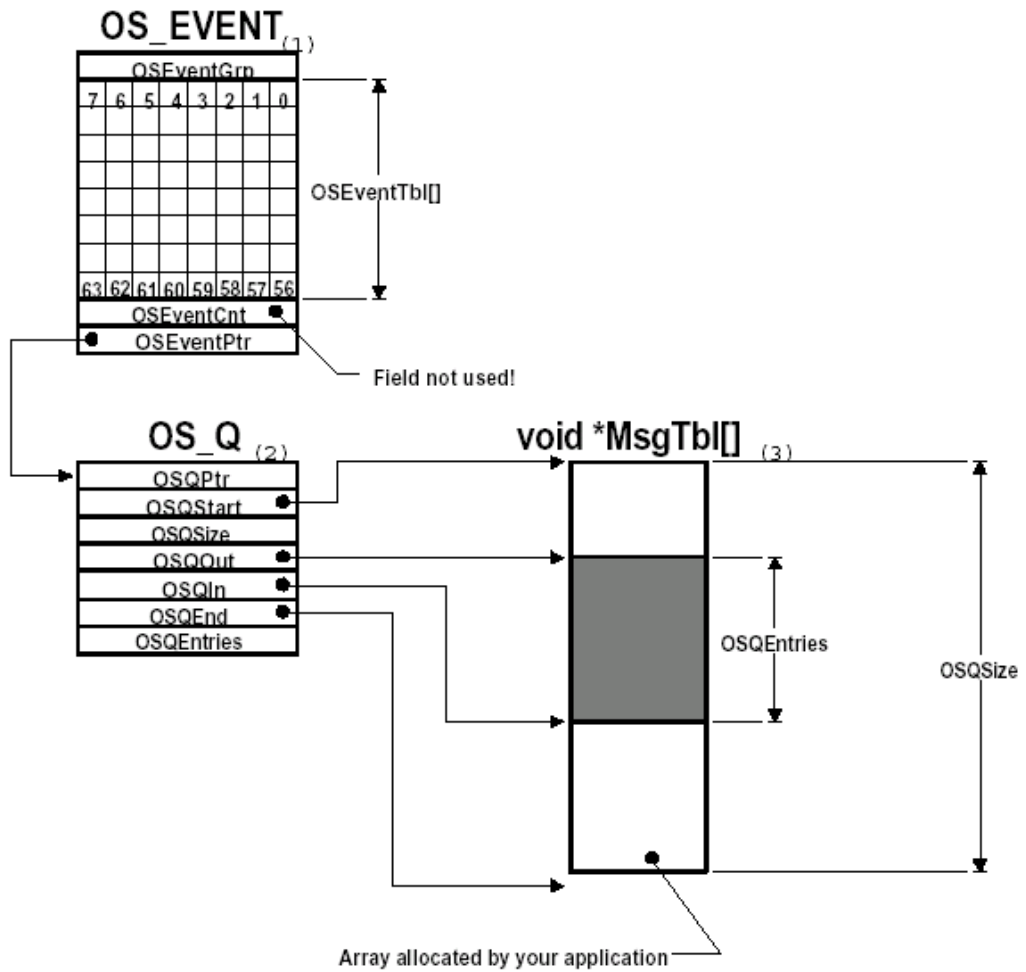 OS_EVENT (1)
OSEventGrp
7 6 5 4 3 2 1 0
OSEventTbl[]
63 62 61 60 59 58 57 56
OSEventCnt
OSEventPtr
Field not used!
OS_Q (2)
void *MsgTbl[] (3)
OSQPtr
OSQStart
OSQSize
OSQOut
OSQIn
OSQEnd
OSQEntries
OSQEntries
OSQSize
Array allocated by your application